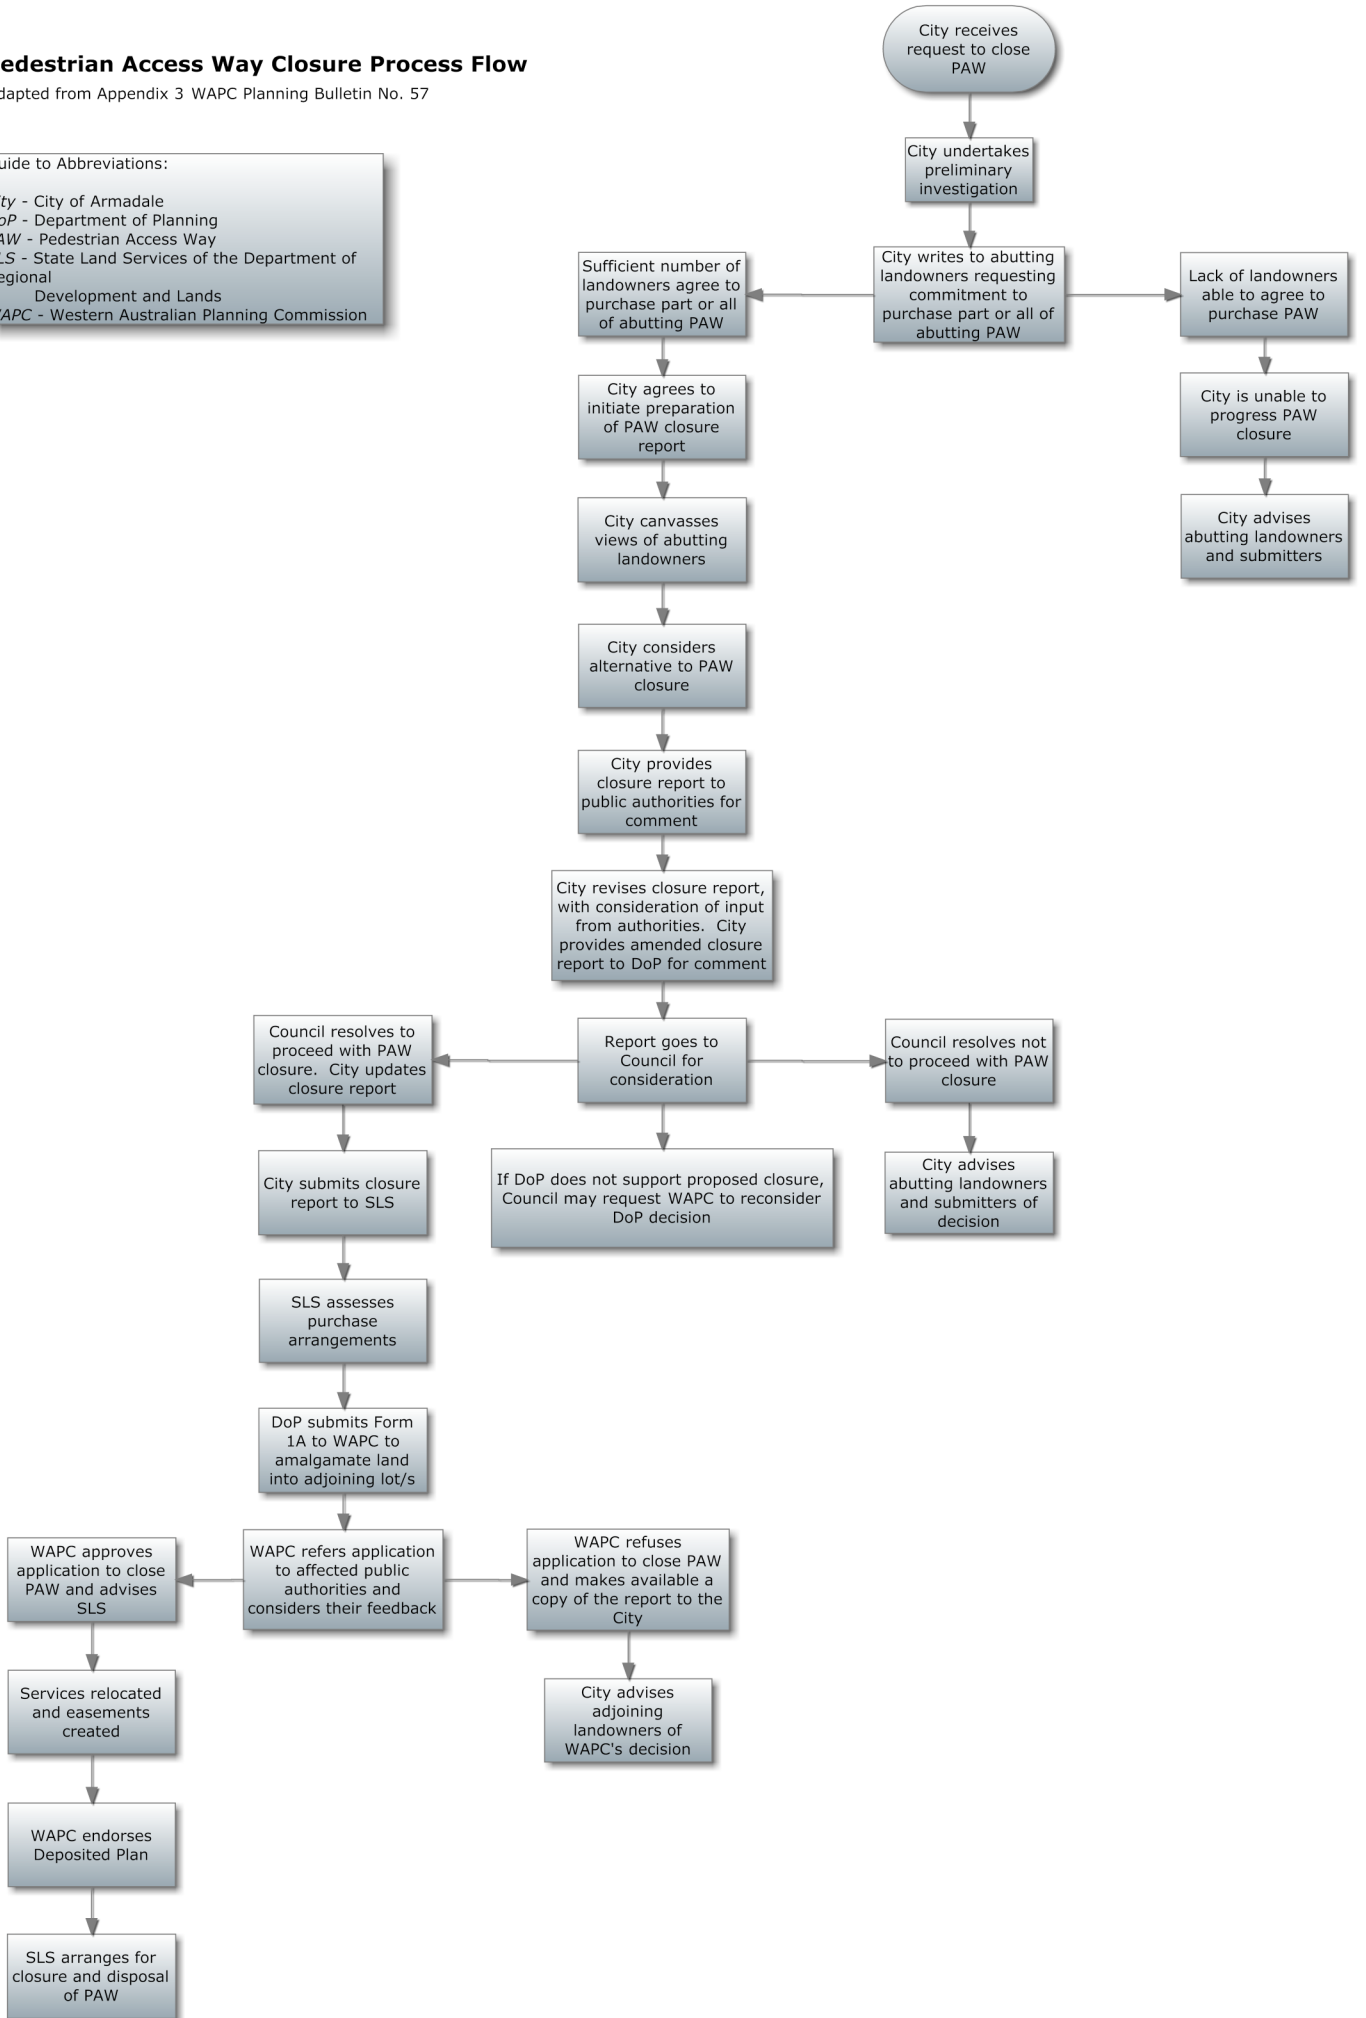 edestrian Access Way Closure Process Flow
dapted from Appendix 3 WAPC Planning Bulletin No. 57
uide to Abbreviations:
ty - City of Armadale
oP - Department of Planning
AW - Pedestrian Access Way
LS - State Land Services of the Department of
egional
Development and Lands
APC - Western Australian Planning Commission
City receives
request to close
PAW
City undertakes
preliminary
investigation
City writes to abutting
landowners requesting
commitment to
purchase part or all of
abutting PAW
Sufficient number of
landowners agree to
purchase part or all
of abutting PAW
Lack of landowners
able to agree to
purchase PAW
City agrees to
initiate preparation
of PAW closure
report
City is unable to
progress PAW
closure
City canvasses
views of abutting
landowners
City advises
abutting landowners
and submitters
City considers
alternative to PAW
closure
City provides
closure report to
public authorities for
comment
City revises closure report,
with consideration of input
from authorities.  City
provides amended closure
report to DoP for comment
Council resolves to
proceed with PAW
closure.  City updates
closure report
Report goes to
Council for
consideration
Council resolves not
to proceed with PAW
closure
City submits closure
report to SLS
If DoP does not support proposed closure,
Council may request WAPC to reconsider
DoP decision
City advises
abutting landowners
and submitters of
decision
SLS assesses
purchase
arrangements
DoP submits Form
1A to WAPC to
amalgamate land
into adjoining lot/s
WAPC approves
application to close
PAW and advises
SLS
WAPC refers application
to affected public
authorities and
considers their feedback
WAPC refuses
application to close PAW
and makes available a
copy of the report to the
City
Services relocated
and easements
created
City advises
adjoining
landowners of
WAPC's decision
WAPC endorses
Deposited Plan
SLS arranges for
closure and disposal
of PAW